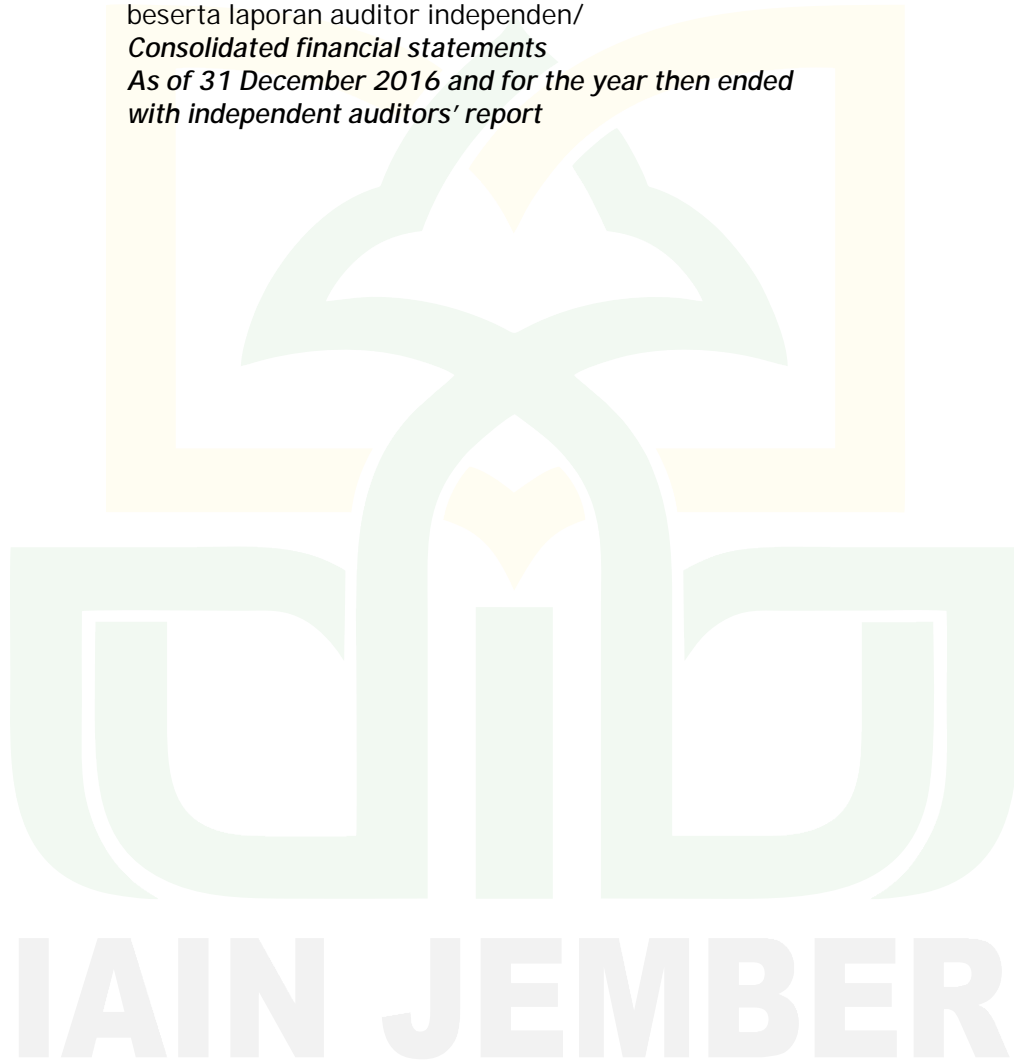 beserta laporan auditor independen/
Consolidated financial statements
As of 31 December 2016 and for the year then ended
with independent auditors’ report
IAIN JEMBER